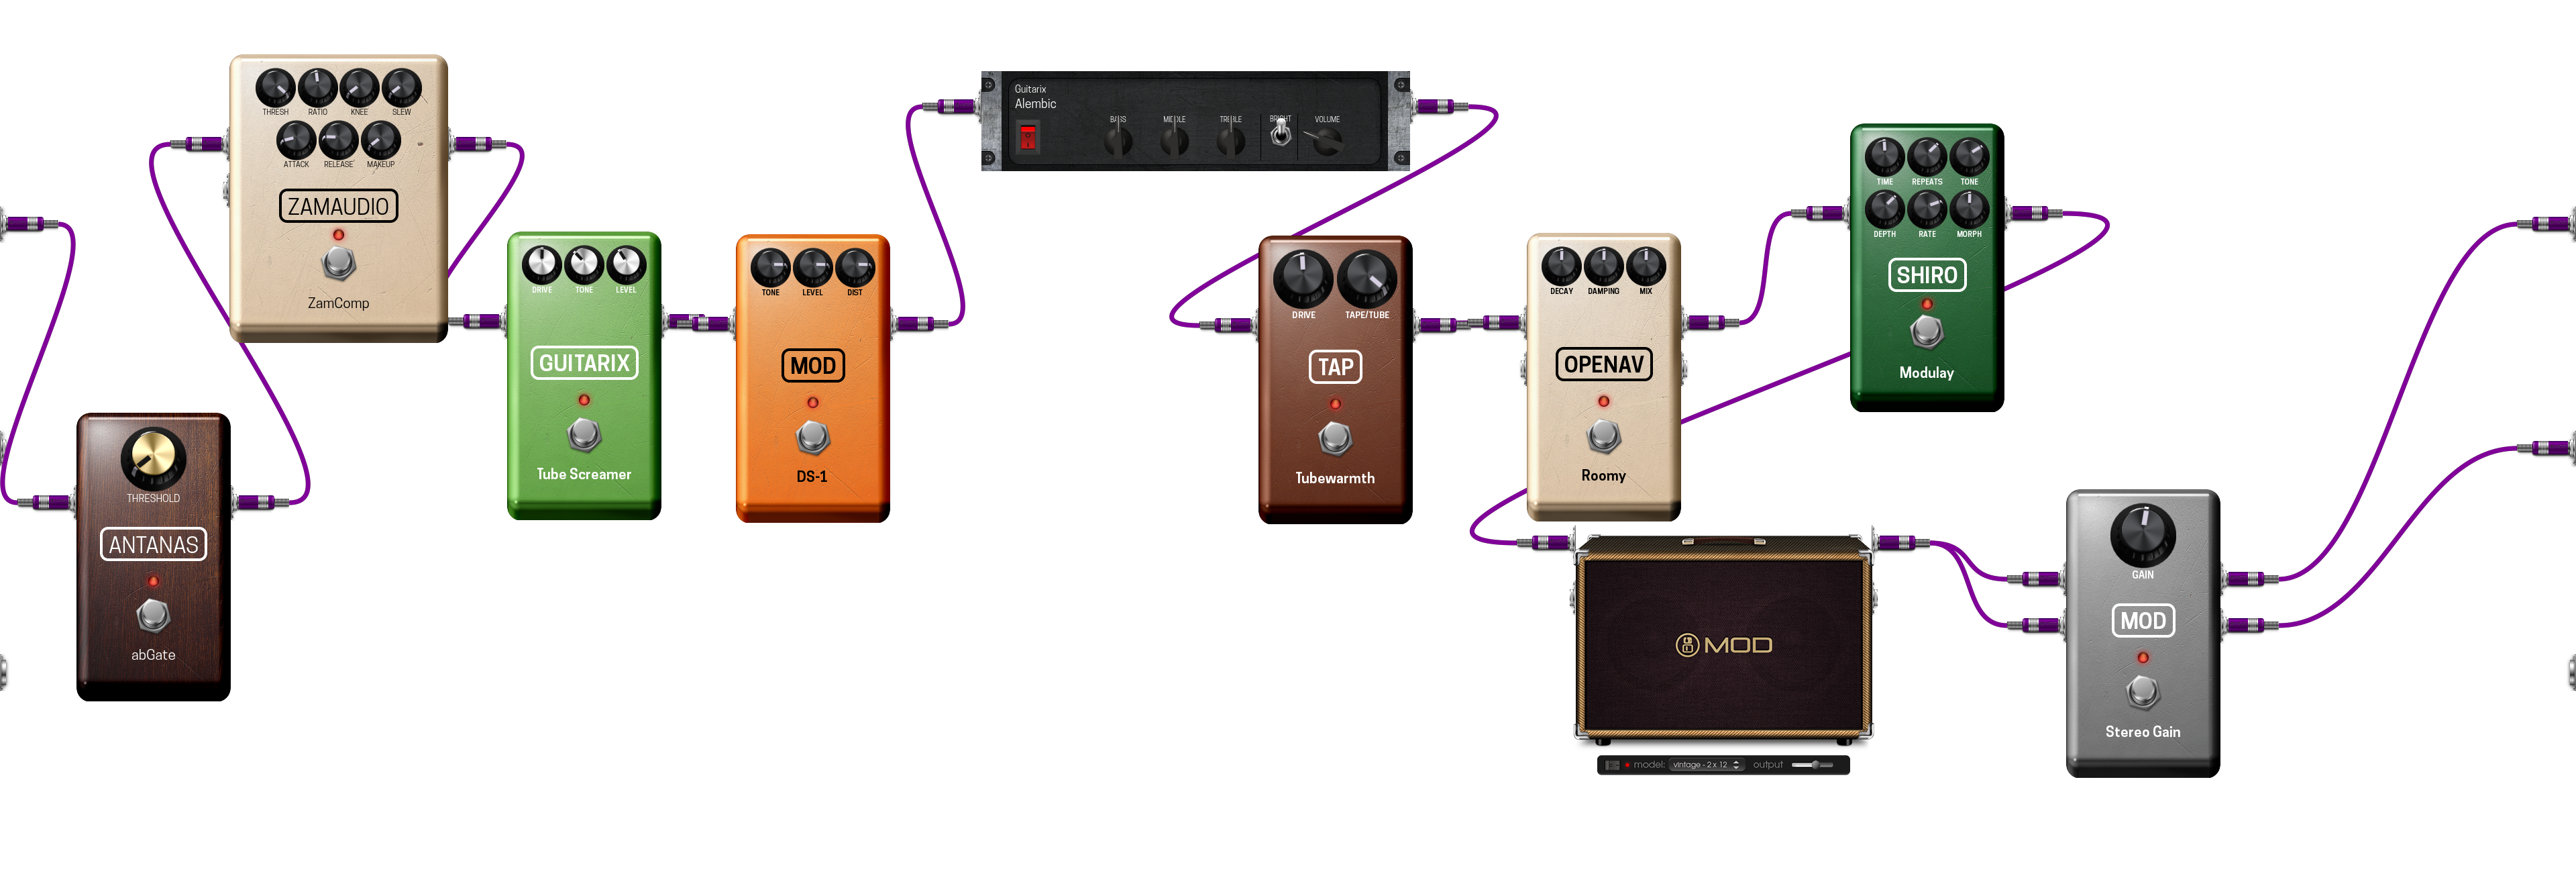 THRESH RATIO KNEE SLEW
ATTACK RELEASE MAKEUP
ZAMAUDIO
ZamComp
THRESHOLD
ANTANAS
abGate
DRIVE TONE LEVEL
GUITARIX
Tube Screamer
TONE LEVEL DIST
MOD
DS-1
Guitarix
Alembic
BASS MIDDLE TREBLE BRIGHT VOLUME
DRIVE TAPE/TUBE
TAP
Tubewarmth
DECAY DAMPING MIX
OPENAV
Roomy
TIME REPEATS TONE
DEPTH RATE MORPH
SHIRO
Modulay
MOD
model: vintage - 2 x 12 output
GAIN
MOD
Stereo Gain